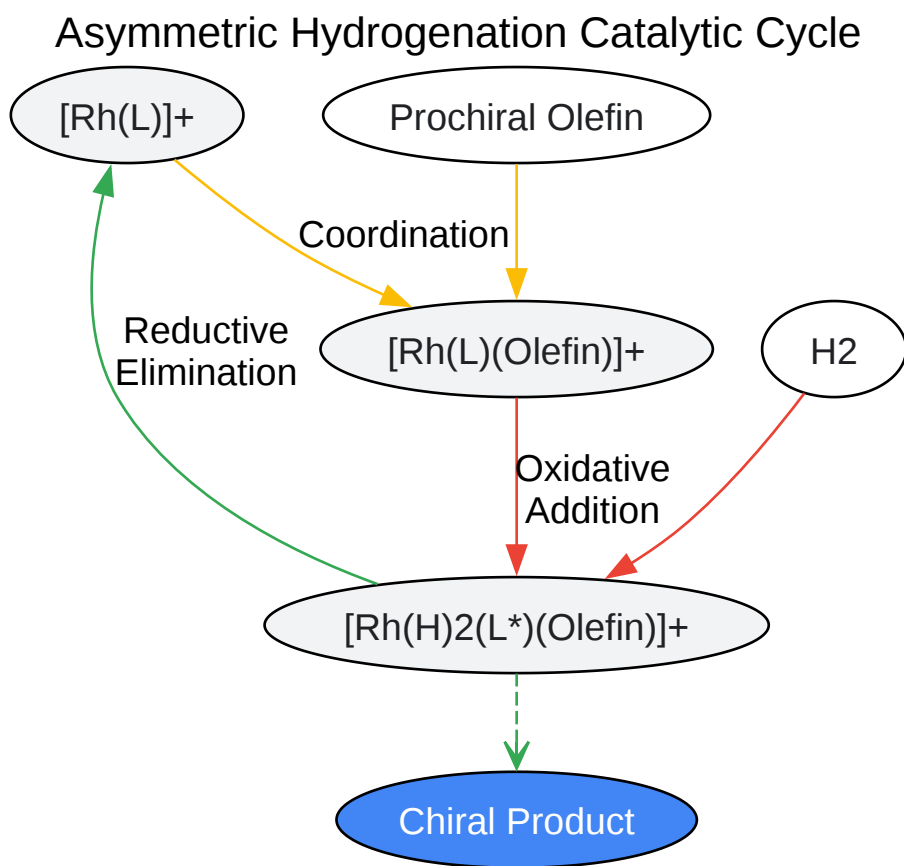 Asymmetric Hydrogenation Catalytic Cycle
[Rh(L)]+
Prochiral Olefin
Coordination
Reductive
Elimination
[Rh(L)(Olefin)]+
H2
Oxidative
Addition
[Rh(H)2(L*)(Olefin)]+
Chiral Product